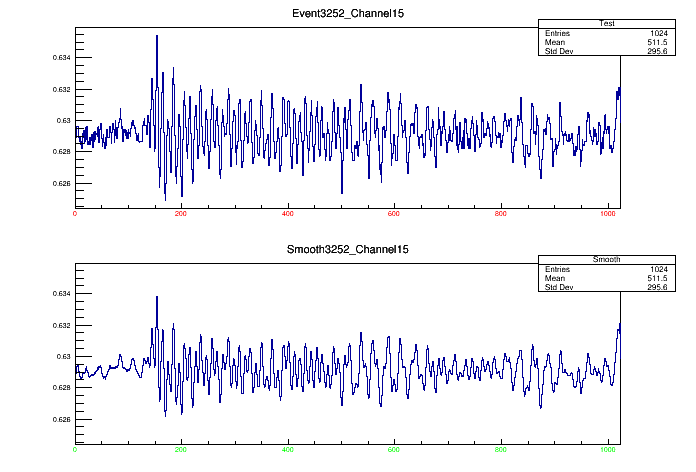 Event3252_Channel15
Test
Entries 1024
Mean 511.5
Std Dev 295.6
0.634
0.632
0.63
0.628
0.626
0 200 400 600 800 1000
Smooth3252_Channel15
Smooth
Entries 1024
Mean 511.5
Std Dev 295.6
0.634
0.632
0.63
0.628
0.626
0 200 400 600 800 1000